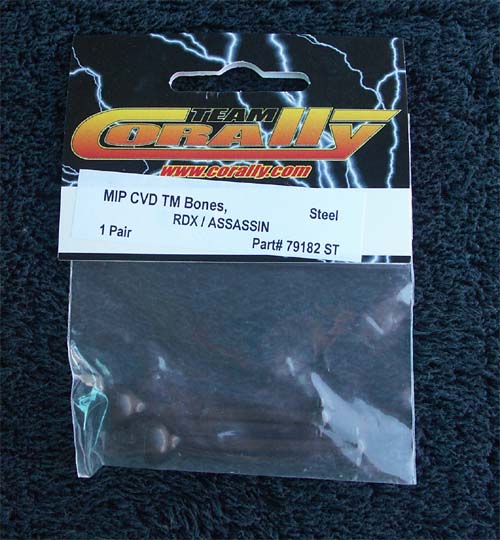 TEAM
CORALLY
www.corally.com
MIP CVD TM Bones, Steel
RDX / ASSASSIN
1 Pair Part# 79182 ST